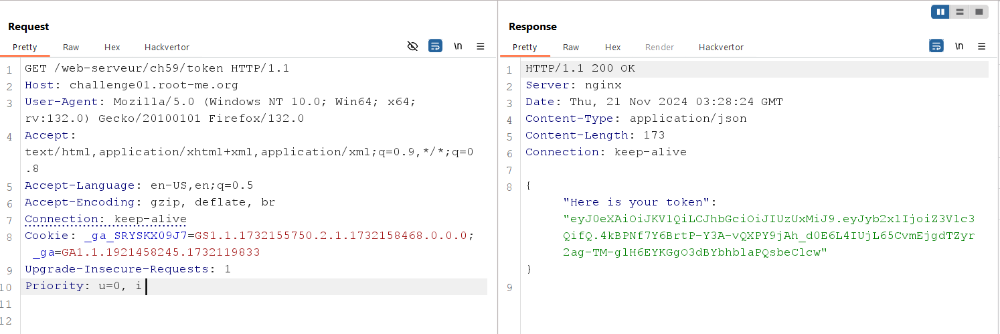 Request
Pretty Raw Hex Hackvertor \n
1 GET /web-serveur/ch59/token HTTP/1.1
2 Host: challenge01.root-me.org
3 User-Agent: Mozilla/5.0 (Windows NT 10.0; Win64; x64;
rv:132.0) Gecko/20100101 Firefox/132.0
4 Accept:
text/html,application/xhtml+xml,application/xml;q=0.9,*/*;q=0
.8
5 Accept-Language: en-US,en;q=0.5
6 Accept-Encoding: gzip, deflate, br
7 Connection: keep-alive
8 Cookie: _ga_SRYSKX09J7=GS1.1.1732155750.2.1.1732158468.0.0.0;
_ga=GA1.1.1921458245.1732119833
9 Upgrade-Insecure-Requests: 1
10 Priority: u=0, i
11
12
Response
Pretty Raw Hex Render Hackvertor \n
1 HTTP/1.1 200 OK
2 Server: nginx
3 Date: Thu, 21 Nov 2024 03:28:24 GMT
4 Content-Type: application/json
5 Content-Length: 173
6 Connection: keep-alive
7
8 {
"Here is your token":
"eyJ0eXAiOiJKV1QiLCJhbGciOiJIUzUxMiJ9.eyJyb2xlIjoiZ3Vlc3
QifQ.4kBPNf7Y6BrtP-Y3A-vQXPY9jAh_d0E6L4IUjL65CvmEjgdTZyr
2ag-TM-glH6EYKGgO3dBYbhblaPQsbeClcw"
}
9